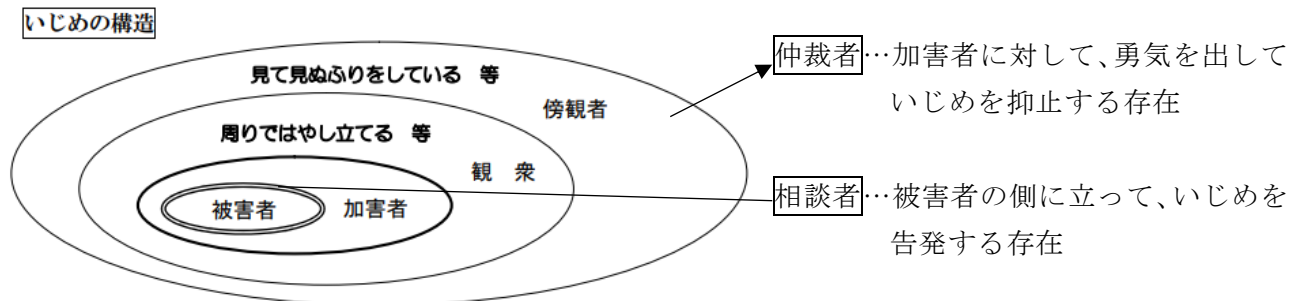 いじめの構造
見て見ぬふりをしている 等
傍観者
周りではやし立てる 等
観 衆
被害者
加害者
仲裁者…加害者に対して、勇気を出して
いじめを抑止する存在
相談者…被害者の側に立って、いじめを
告発する存在